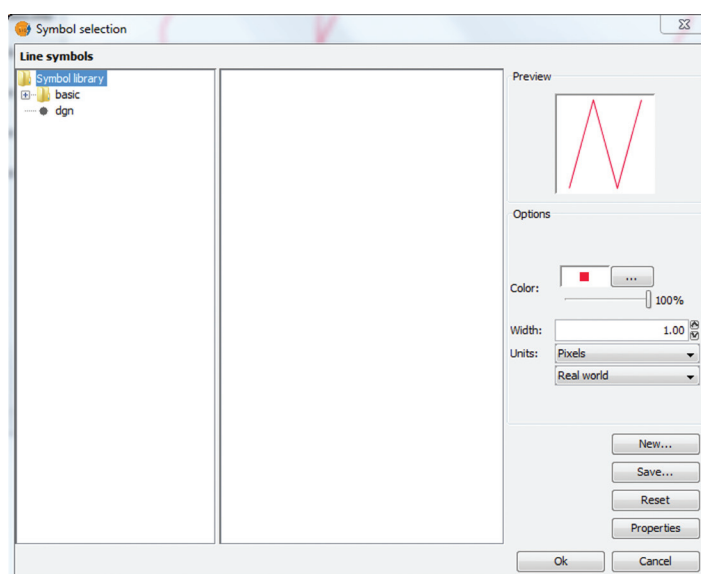 Symbol selection
Line symbols
Symbol library
basic
dgn
Preview
Options
Color:
...
100%
Width:
1.00
Units:
Pixels
Real world
New...
Save...
Reset
Properties
Ok
Cancel